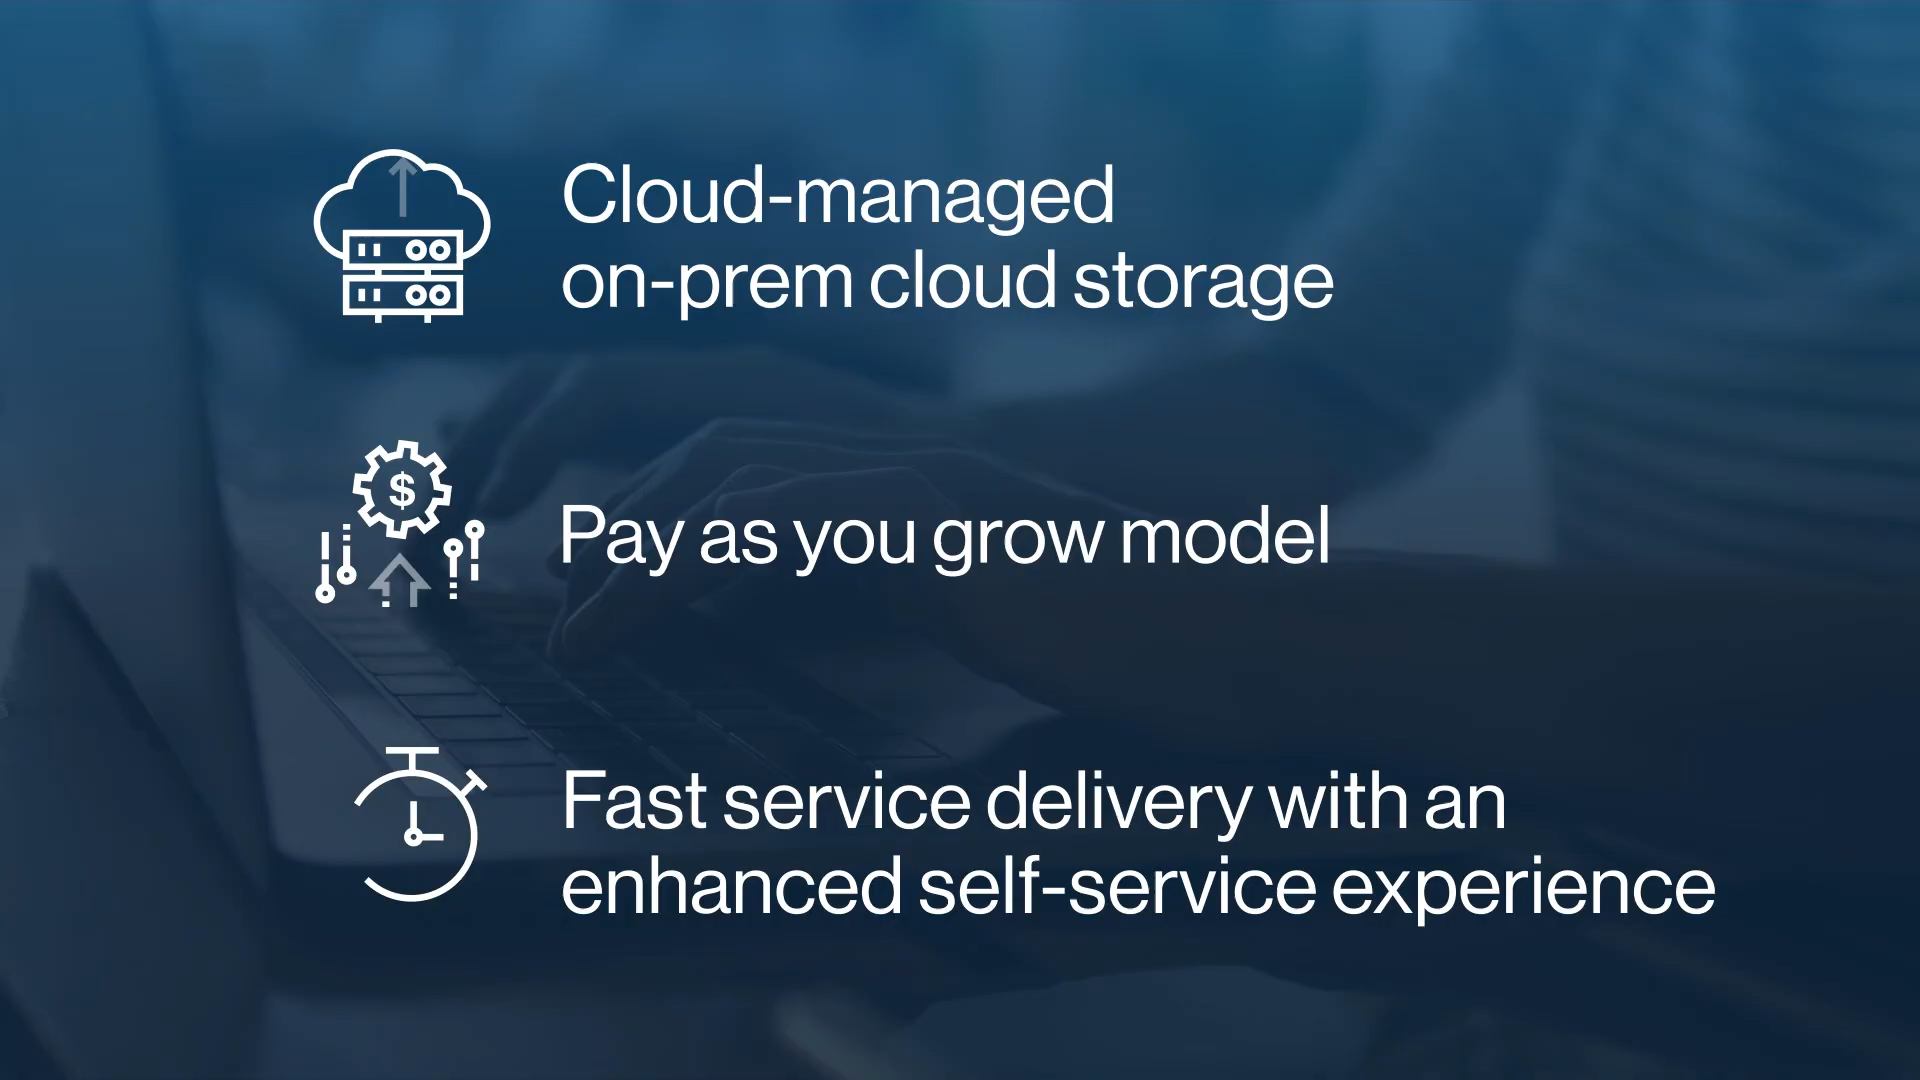 Cloud-managed
on-prem cloud storage
$
Pay as you grow model
Fast service delivery with an
enhanced self-service experience